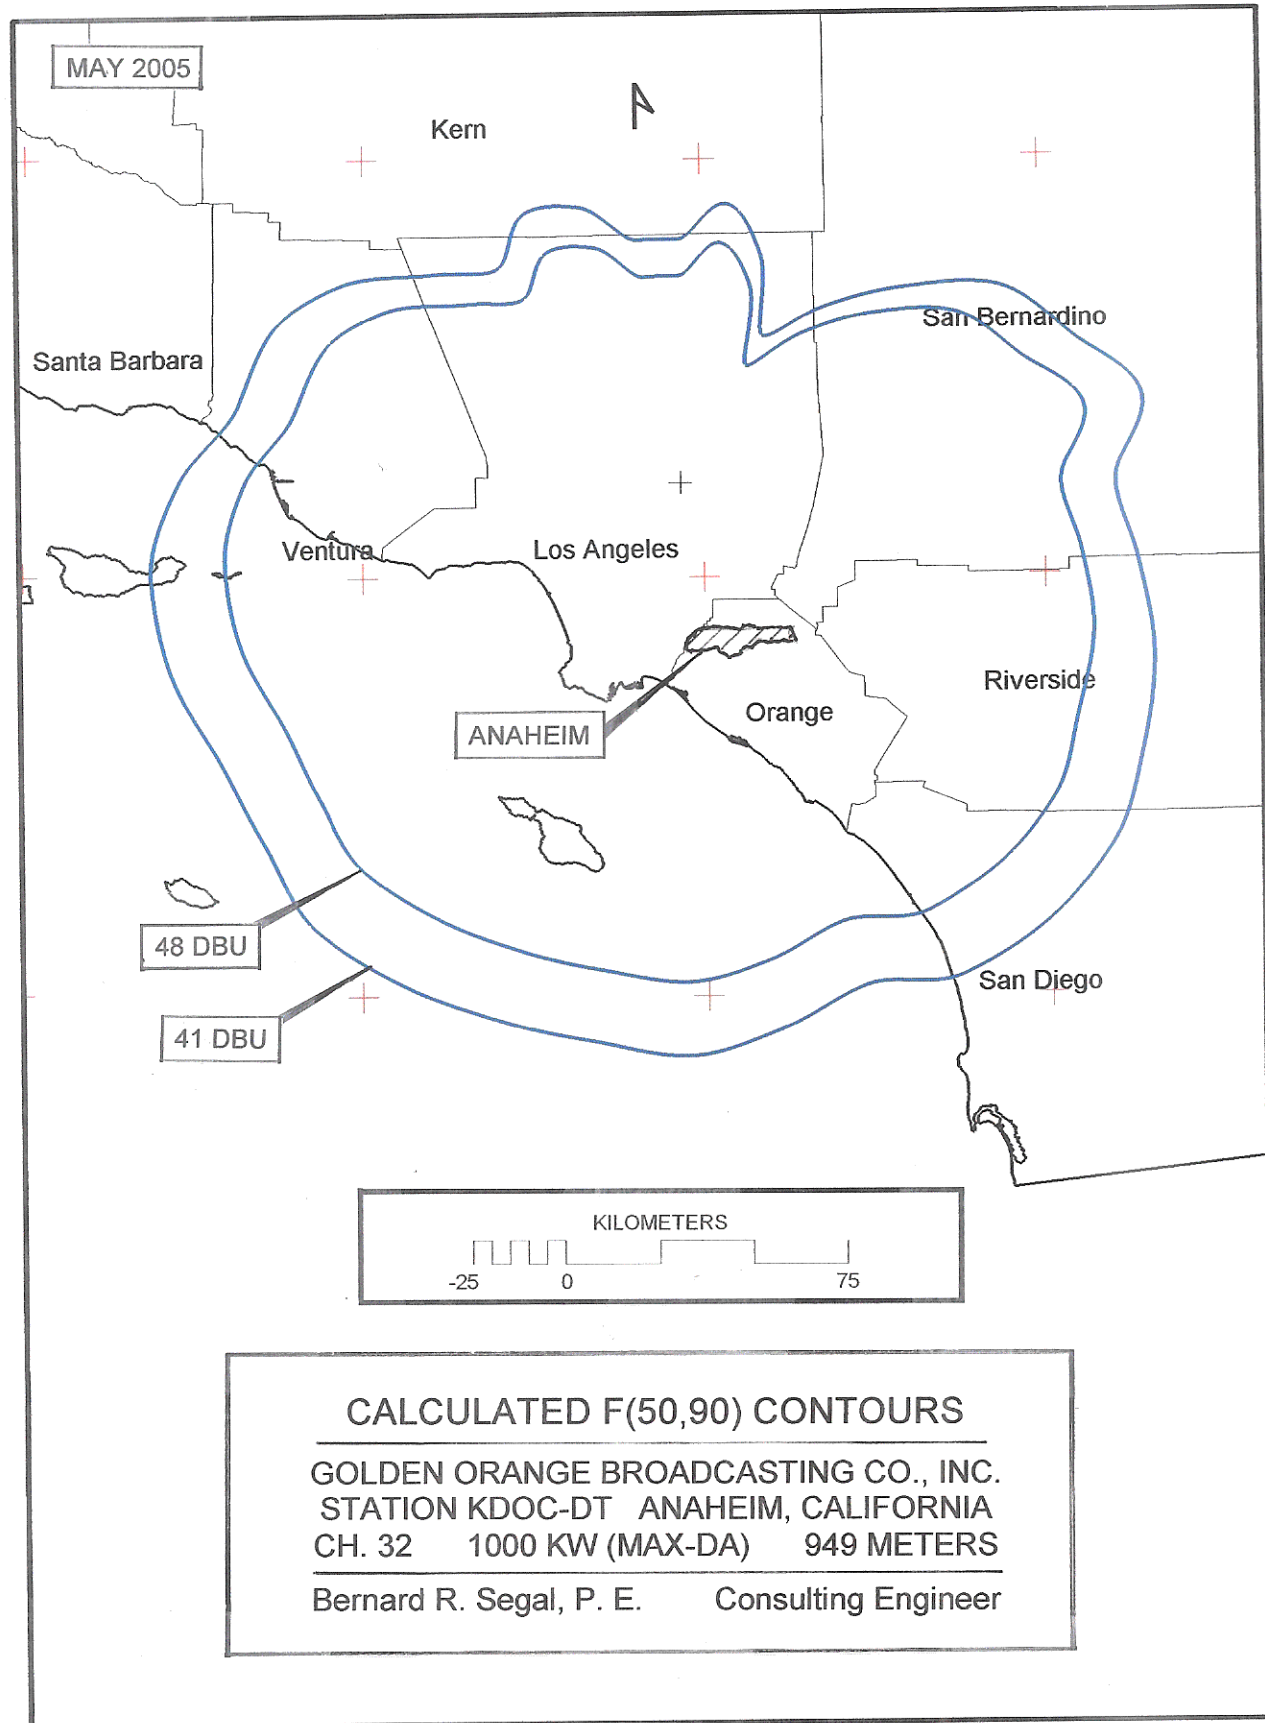 MAY 2005
Kern
San Bernardino
Santa Barbara
Ventura
Los Angeles
Riverside
Orange
ANAHEIM
48 DBU
San Diego
41 DBU
KILOMETERS
-25 0 75
CALCULATED F(50,90) CONTOURS
GOLDEN ORANGE BROADCASTING CO., INC.
STATION KDOC-DT ANAHEIM, CALIFORNIA
CH. 32 1000 KW (MAX-DA) 949 METERS
Bernard R. Segal, P. E. Consulting Engineer